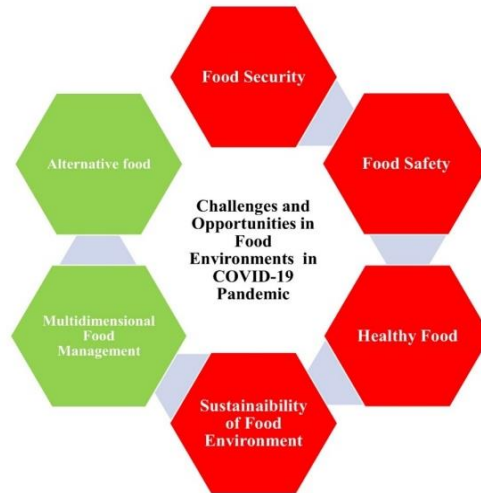 Food Security
Food Safety
Healthy Food
Sustainaibility
of Food
Environment
Multidimensional
Food
Management
Alternative food
Challenges and
Opportunities in
Food
Environments in
COVID-19
Pandemic